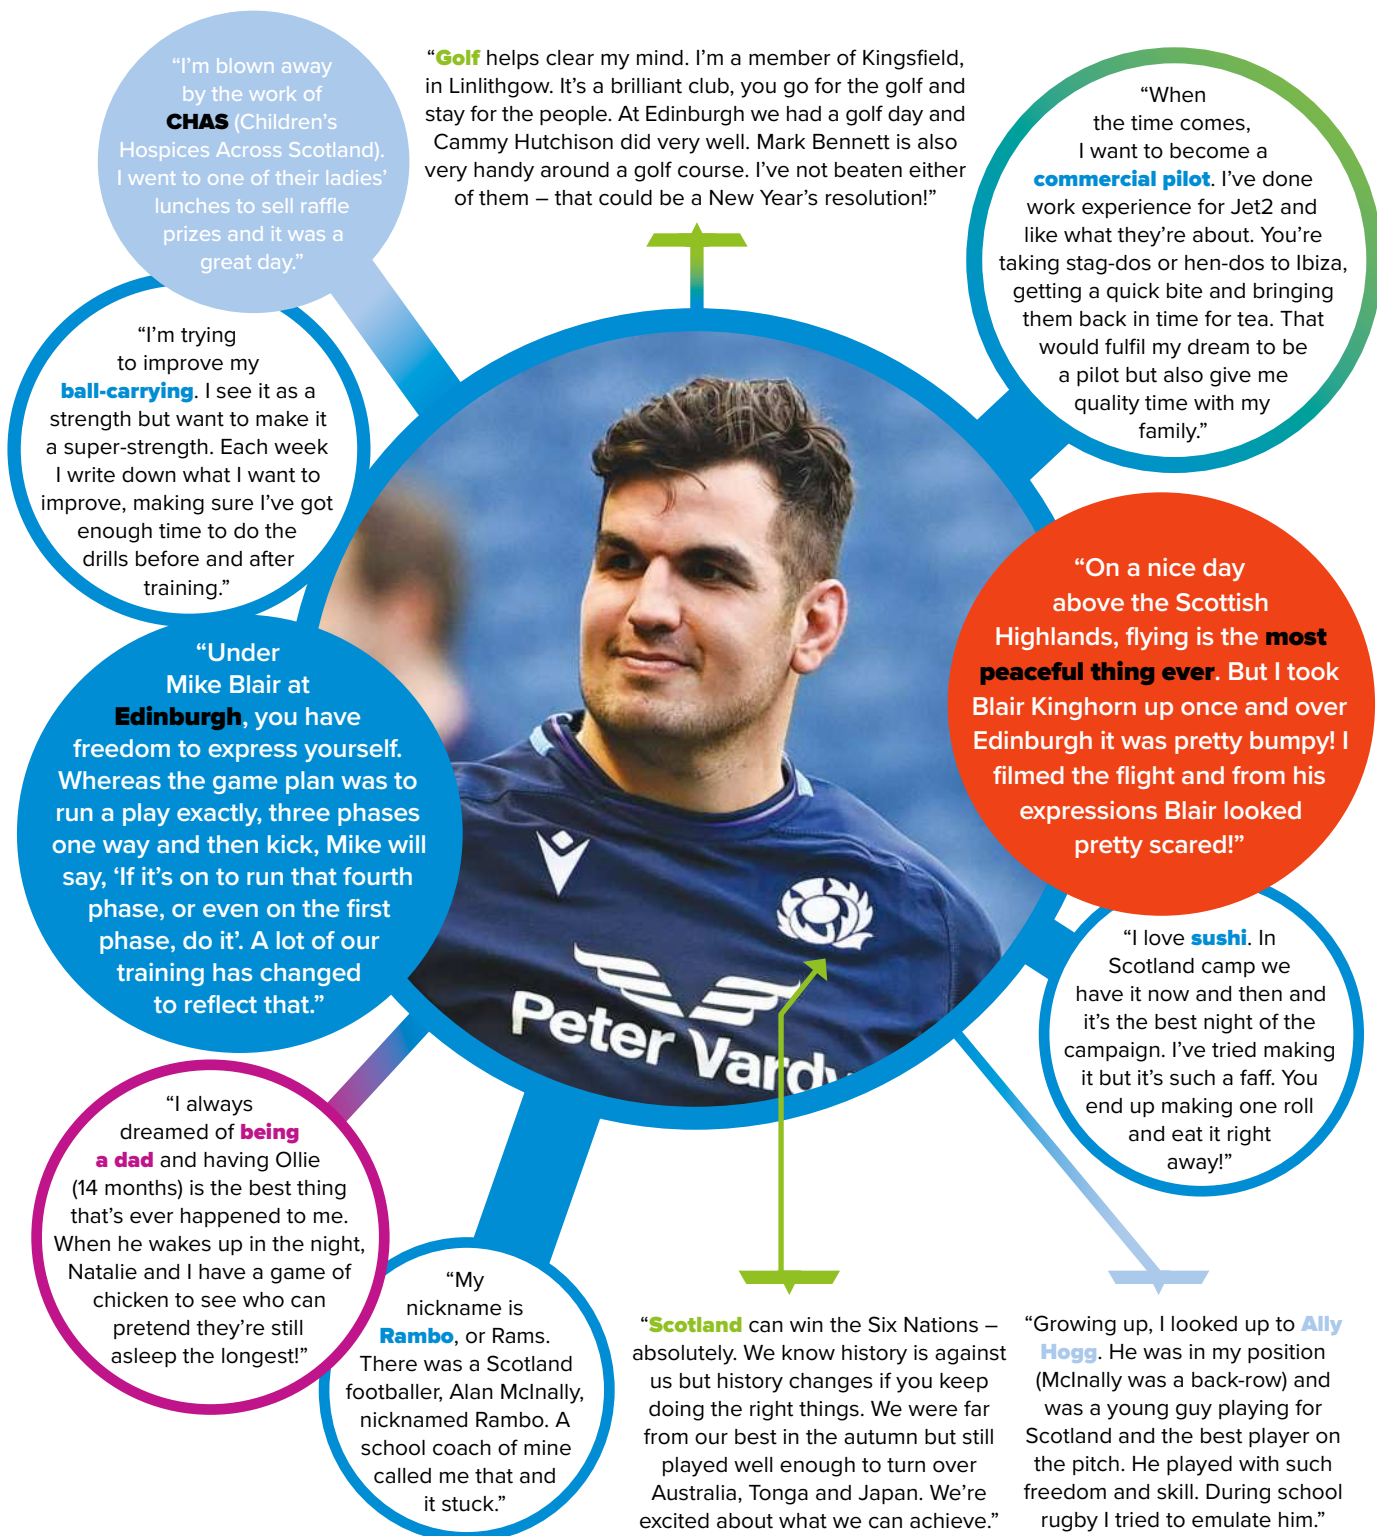 “I’m blown away
by the work of
CHAS (Children’s
Hospices Across Scotland).
I went to one of their ladies’
lunches to sell raffle
prizes and it was a
great day.”
“Golf helps clear my mind. I’m a member of Kingsfield,
in Linlithgow. It’s a brilliant club, you go for the golf and
stay for the people. At Edinburgh we had a golf day and
Cammy Hutchison did very well. Mark Bennett is also
very handy around a golf course. I’ve not beaten either
of them – that could be a New Year’s resolution!”
“When
the time comes,
I want to become a
commercial pilot. I’ve done
work experience for Jet2 and
like what they’re about. You’re
taking stag-dos or hen-dos to Ibiza,
getting a quick bite and bringing
them back in time for tea. That
would fulfil my dream to be
a pilot but also give me
quality time with my
family.”
“I’m trying
to improve my
ball-carrying. I see it as a
strength but want to make it
a super-strength. Each week
I write down what I want to
improve, making sure I’ve got
enough time to do the
drills before and after
training.”
“On a nice day
above the Scottish
Highlands, flying is the most
peaceful thing ever. But I took
Blair Kinghorn up once and over
Edinburgh it was pretty bumpy! I
filmed the flight and from his
expressions Blair looked
pretty scared!”
“Under
Mike Blair at
Edinburgh, you have
freedom to express yourself.
Whereas the game plan was to
run a play exactly, three phases
one way and then kick, Mike will
say, ‘If it’s on to run that fourth
phase, or even on the first
phase, do it’. A lot of our
training has changed
to reflect that.”
Peter Vardy
“I love sushi. In
Scotland camp we
have it now and then and
it’s the best night of the
campaign. I’ve tried making
it but it’s such a faff. You
end up making one roll
and eat it right
away!”
“I always
dreamed of being
a dad and having Ollie
(14 months) is the best thing
that’s ever happened to me.
When he wakes up in the night,
Natalie and I have a game of
chicken to see who can
pretend they’re still
asleep the longest!”
“My
nickname is
Rambo, or Rams.
There was a Scotland
footballer, Alan McInally,
nicknamed Rambo. A
school coach of mine
called me that and
it stuck.”
“Scotland can win the Six Nations –
absolutely. We know history is against
us but history changes if you keep
doing the right things. We were far
from our best in the autumn but still
played well enough to turn over
Australia, Tonga and Japan. We’re
excited about what we can achieve.”
“Growing up, I looked up to Ally
Hogg. He was in my position
(McInally was a back-row) and
was a young guy playing for
Scotland and the best player on
the pitch. He played with such
freedom and skill. During school
rugby I tried to emulate him.”